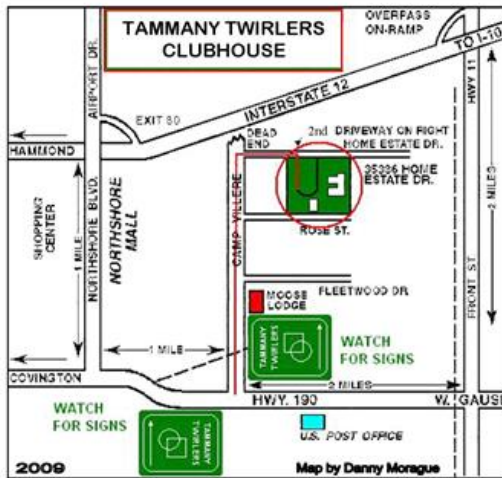 TAMMANY TWIRLERS
CLUBHOUSE
OVERPASS
ON-RAMP
TO I-10
HWY 11
AIRPORT DR.
INTERSTATE 12
EXIT 80
DEAD
END
2nd DRIVEWAY ON RIGHT
HOME ESTATE DR.
HAMMOND
35336 HOME
ESTATE DR.
SHOPPING
CENTER
1 MILE
NORTHSHORE BLVD.
NORTHSHORE
MALL
CAMP VILLERE
2 MILES
ROSE ST.
FLEETWOOD DR
MOOSE
LODGE
FRONT ST.
TAMMANY
TWIRLERS
WATCH
FOR SIGNS
1 MILE
COVINGTON
2 MILES
HWY. 190
W. GAUSE
WATCH
FOR SIGNS
TAMMANY
TWIRLERS
U.S. POST OFFICE
2009
Map by Danny Morague